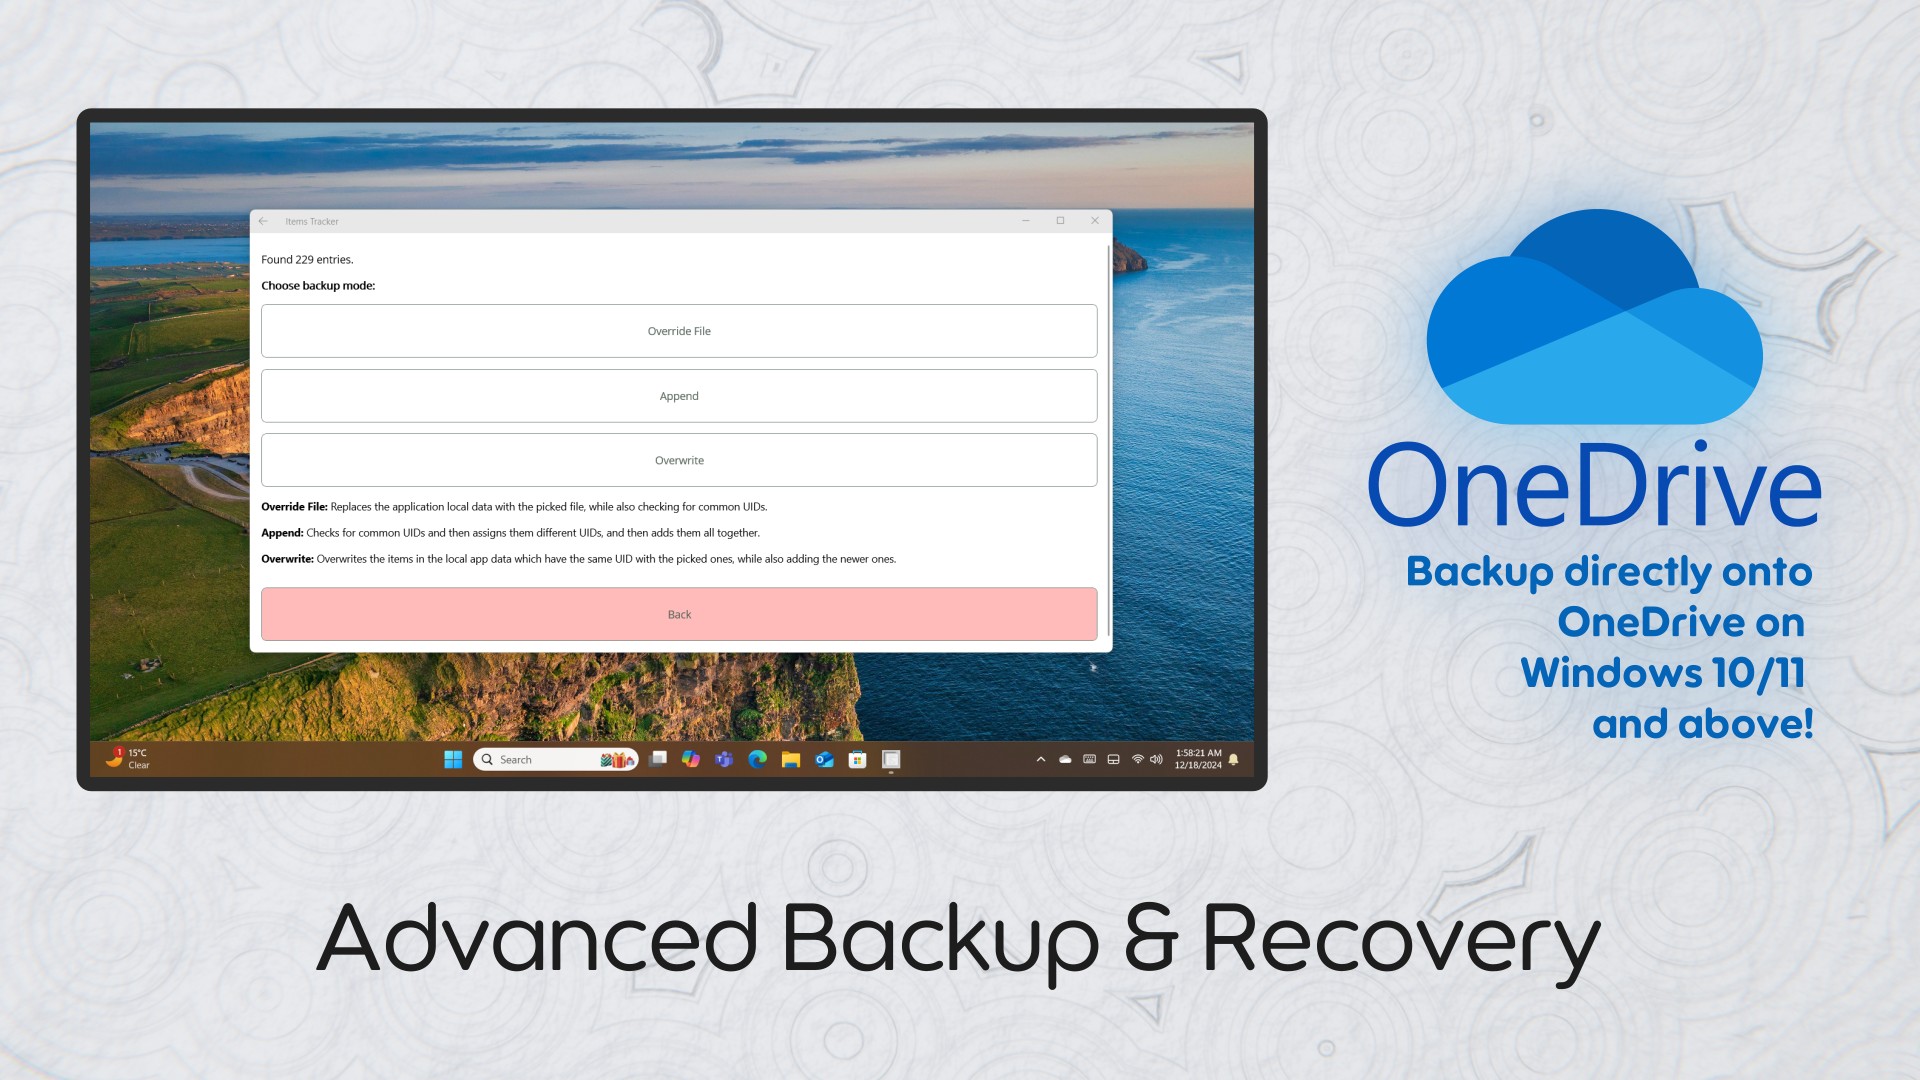 Items Tracker
Found 229 entries.
Choose backup mode:
Override File
Append
Overwrite
Override File: Replaces the application local data with the picked file, while also checking for common UIDs.
Append: Checks for common UIDs and then assigns them different UIDs, and then adds them all together.
Overwrite: Overwrites the items in the local app data which have the same UID with the picked ones, while also adding the newer ones.
Back
1
15°C
Clear
Search
1:58:21 AM
12/18/2024
OneDrive
Backup directly onto
OneDrive on
Windows 10/11
and above!
Advanced Backup & Recovery